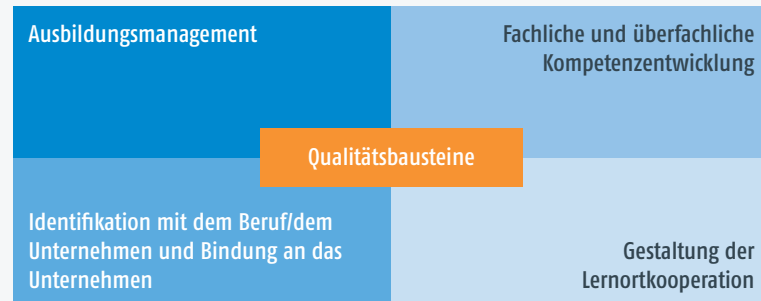 Ausbildungsmanagement
Fachliche und überfachliche
Kompetenzentwicklung
Qualitätsbausteine
Identifikation mit dem Beruf/dem
Unternehmen und Bindung an das
Unternehmen
Gestaltung der
Lernortkooperation